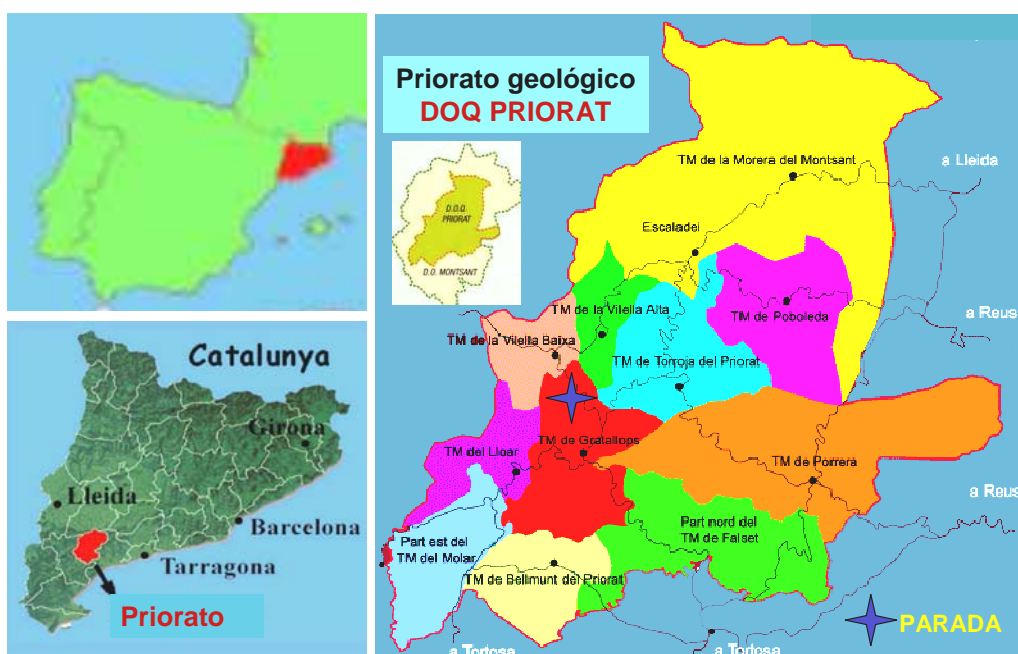 Priorato geológico
DOQ PRIORAT
D.O.Q.
PRIORAT
D.O. MONTSANT
TM de la Morera del Montsant
a Lleida
Escaladei
TM de la Vilella Alta
TM de Poboleda
a Reus
TM de la Vilella Baixa
TM de Torroja del Priorat
TM de Gratallops
TM del Lloar
TM de Porrera
a Reus
Part nord del
TM de Falset
Part est del
TM del Molar
TM de Bellmunt del Priorat
PARADA
a Tortosa
a Tortosa
Catalunya
Girona
Lleida
Barcelona
Tarragona
Priorato